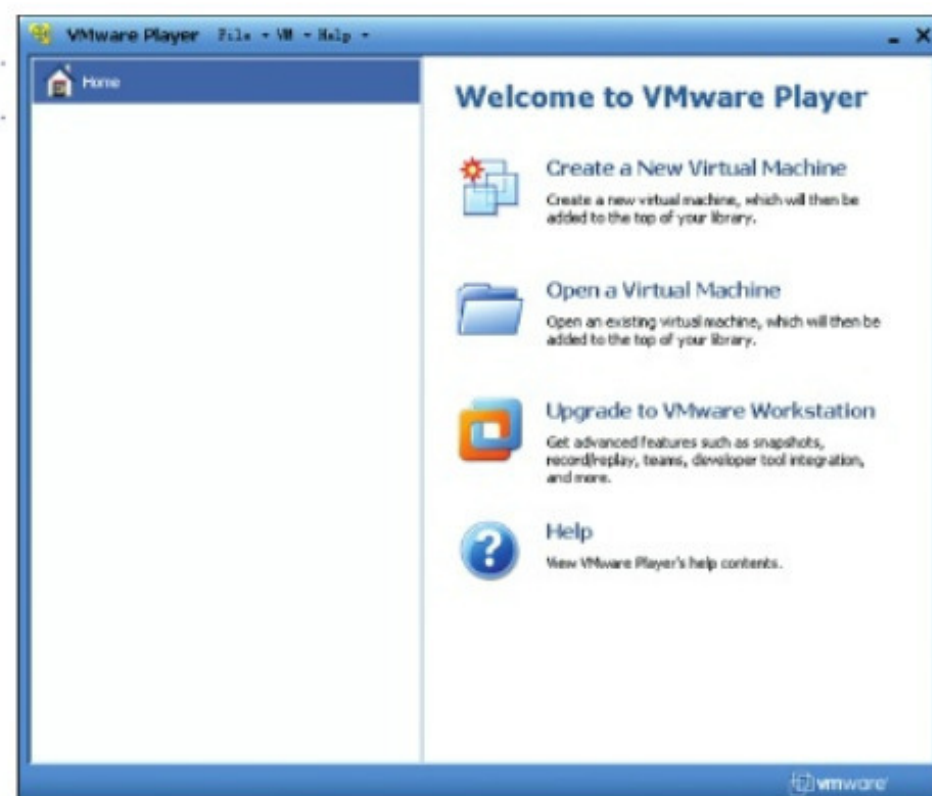 VMware Player File VM Help
Home
Welcome to VMware Player
Create a New Virtual Machine
Create a new virtual machine, which will then be
added to the top of your library.
Open a Virtual Machine
Open an existing virtual machine, which will then be
added to the top of your library.
Upgrade to VMware Workstation
Get advanced features such as snapshots,
record/replay, teams, developer tool integration,
and more.
Help
View VMware Player's help contents.
vmware